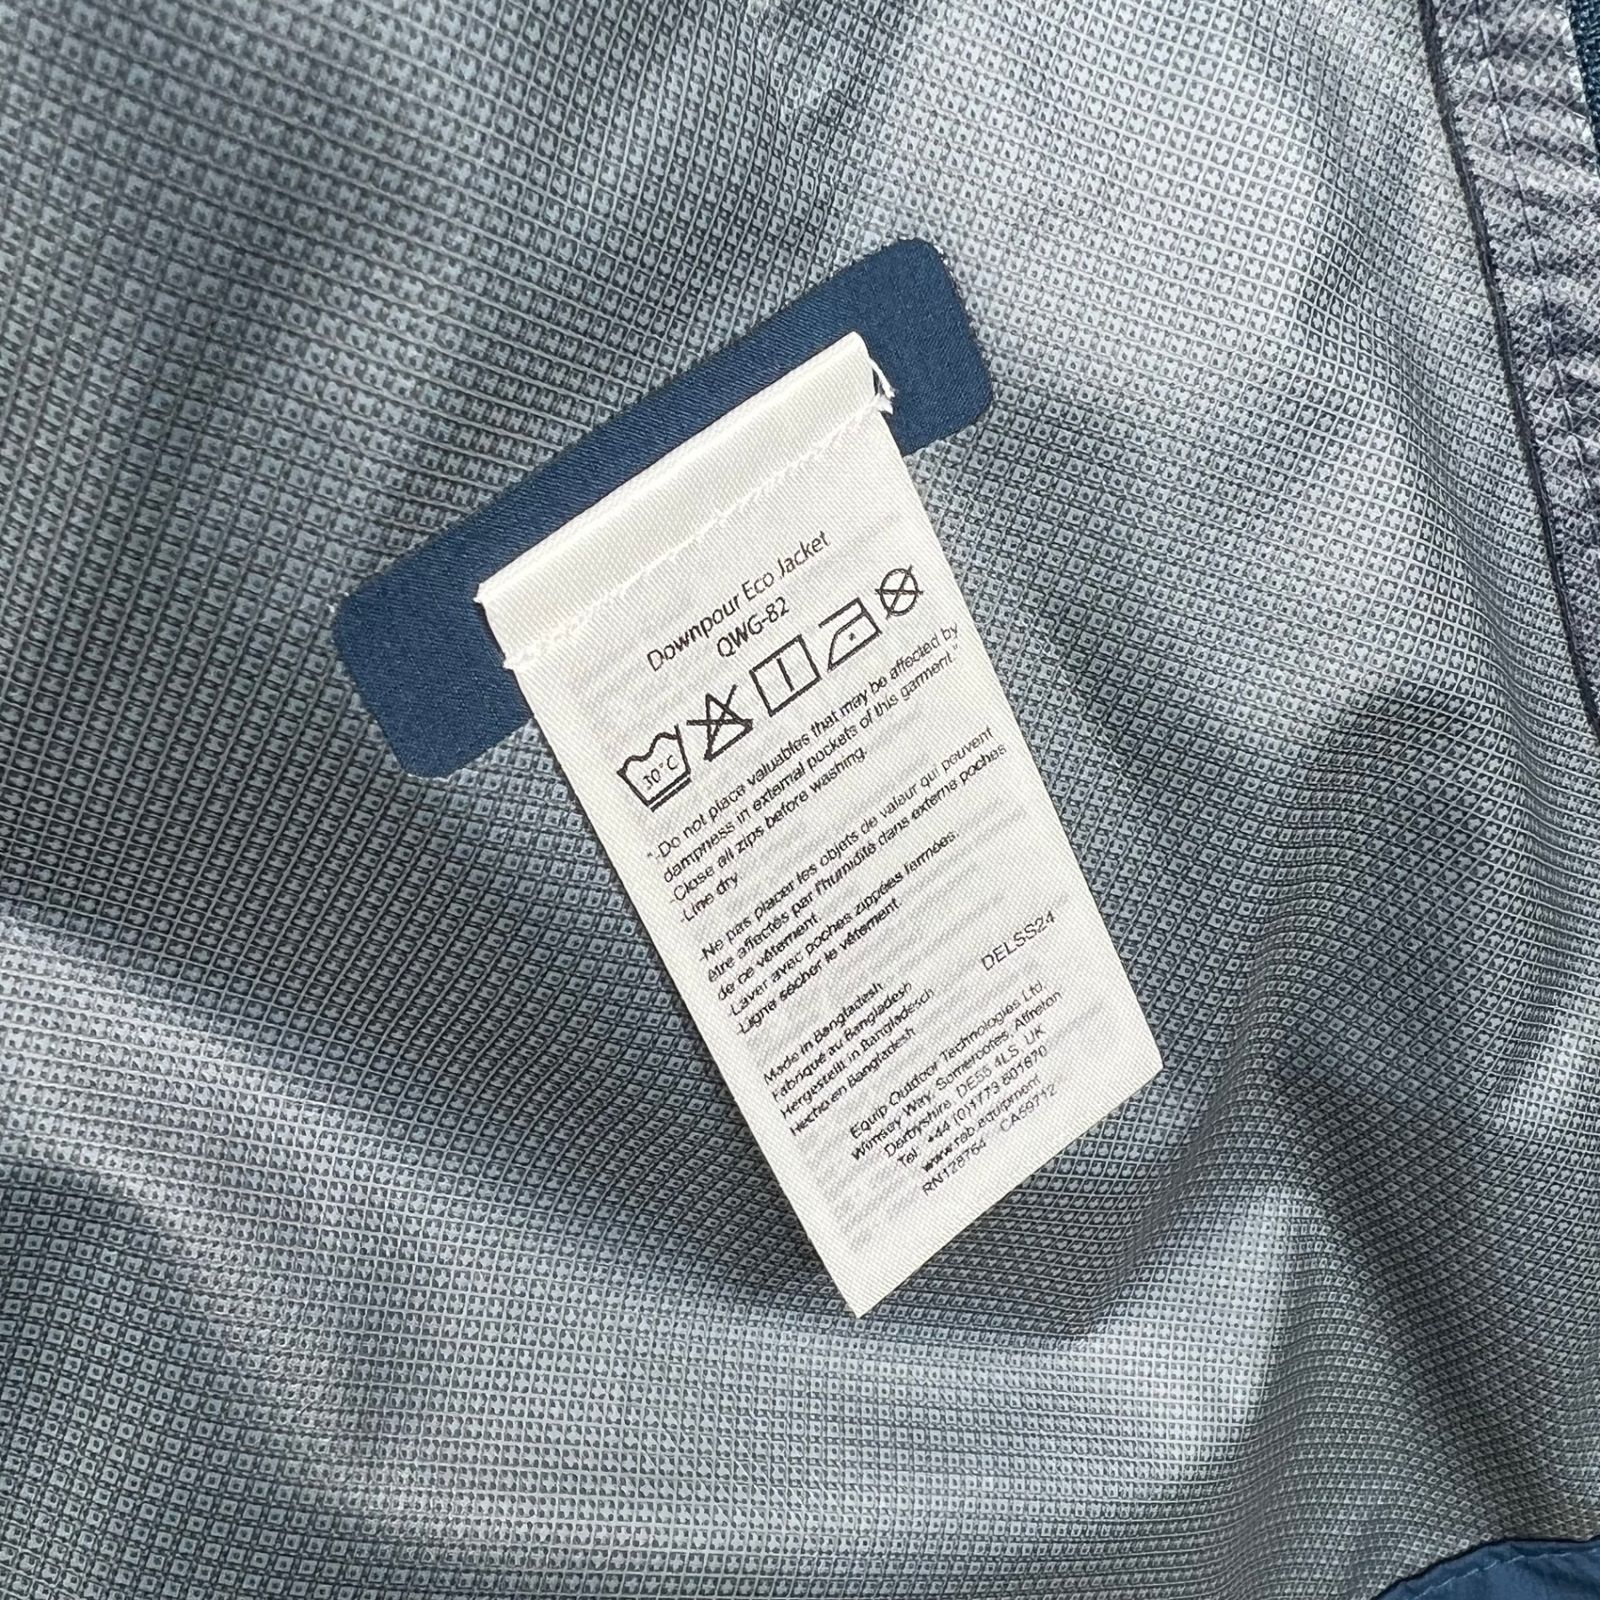 Downpour Eco Jacket
QWG-82
30°C
"-Do not place valuables that may be affected by
dampness in external pockets of this garment."
-Close all zips before washing.
-Line dry
-Ne pas placer les objets de valeur qui peuvent
être affectés par l'humidité dans externe poches
de ce vêtement.
-Laver avec poches zippées fermées.
-Ligne sécher le vêtement.
DELSS24
Made in Bangladesh
Fabriqué au Bangladesh
Hergestellt in Bangladesch
Hecho en Bangladesh
Equip Outdoor Technologies Ltd.
Wimsey Way, Somercotes, Alfreton
Derbyshire, DE55 4LS, UK
Tel: +44 (0)1773 601870
www.rab.equipment
RN128764 CA59712